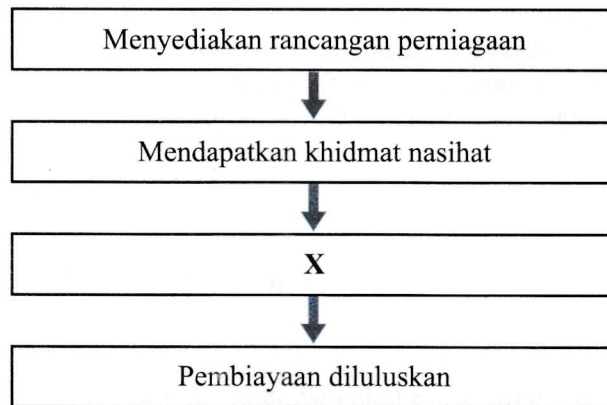 Menyediakan rancangan perniagaan
Mendapatkan khidmat nasihat
X
Pembiayaan diluluskan